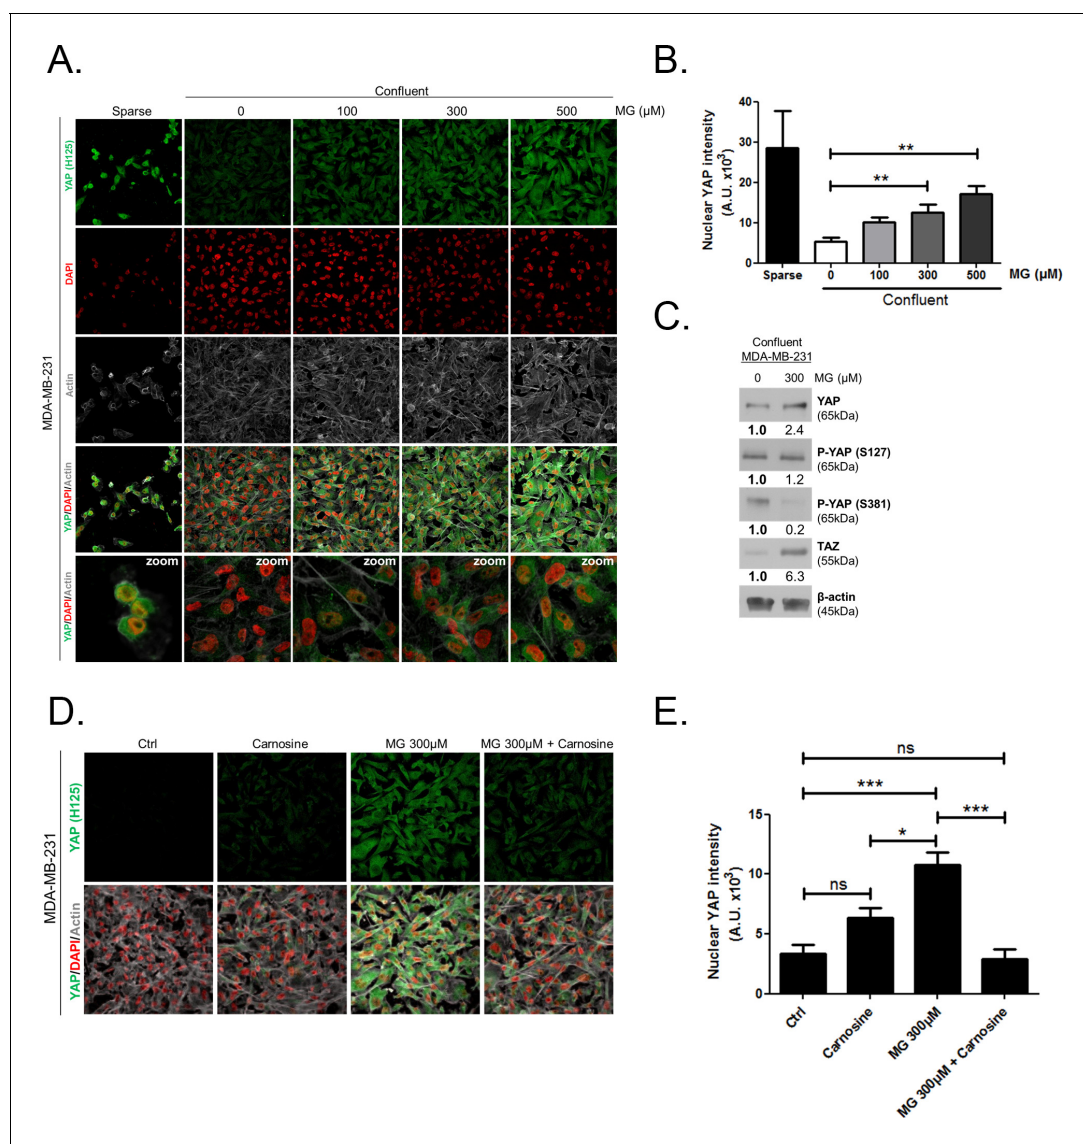 A.
Confluent
Sparse 0 100 300 500 MG (µM)
MDA-MB-231
YAP (H125)
DAPI
Actin
YAP/DAPI/Actin
YAP/DAPI/Actin
zoom zoom zoom zoom zoom
B.
Nuclear YAP intensity
(A.U. x10³)
40
30
20
10
0
**
**
Sparse 0 100 300 500 MG (µM)
Confluent
C.
Confluent
MDA-MB-231
0 300 MG (µM)
YAP
(65kDa)
1.0 2.4
P-YAP (S127)
(65kDa)
1.0 1.2
P-YAP (S381)
(65kDa)
1.0 0.2
TAZ
(55kDa)
1.0 6.3
β-actin
(45kDa)
D.
Ctrl Carnosine MG 300µM MG 300µM + Carnosine
MDA-MB-231
YAP (H125)
YAP/DAPI/Actin
E.
Nuclear YAP intensity
(A.U. x10³)
15
10
5
0
ns
***
***
*
ns
Ctrl
Carnosine
MG 300µM
MG 300µM + Carnosine